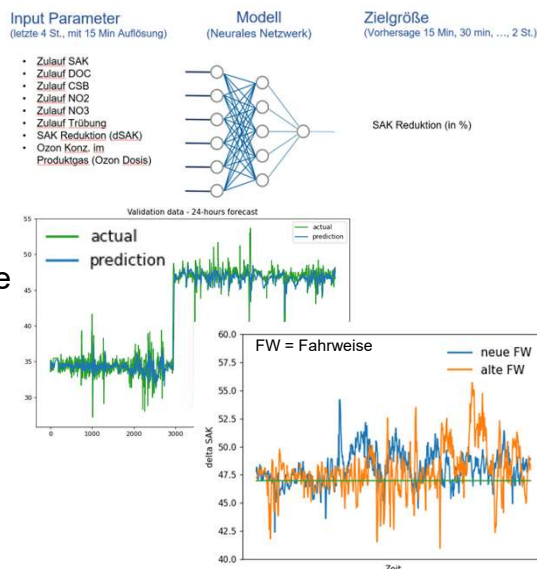 Input Parameter
(letzte 4 St., mit 15 Min Auflösung)
Modell
(Neurales Netzwerk)
Zielgröße
(Vorhersage 15 Min, 30 min, …, 2 St.)
• Zulauf SAK
• Zulauf DOC
• Zulauf CSB
• Zulauf NO2
• Zulauf NO3
• Zulauf Trübung
• SAK Reduktion (dSAK)
• Ozon Konz. im
Produktgas (Ozon Dosis)
SAK Reduktion (in %)
Validation data - 24-hours forecast
actual
prediction
actual
prediction
55
50
45
40
35
30
0
1000
2000
3000
e
FW = Fahrweise
neue FW
alte FW
60.0
57.5
55.0
52.5
50.0
47.5
45.0
42.5
40.0
delta SAK
Zeit